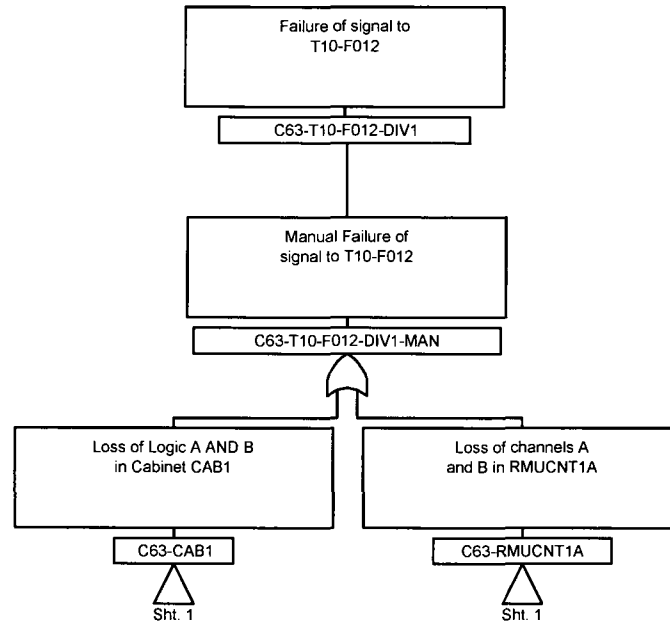 Failure of signal to
T10-F012
C63-T10-F012-DIV1
Manual Failure of
signal to T10-F012
C63-T10-F012-DIV1-MAN
Loss of Logic A AND B
in Cabinet CAB1
Loss of channels A
and B in RMUCNT1A
C63-CAB1
C63-RMUCNT1A
Sht. 1
Sht. 1